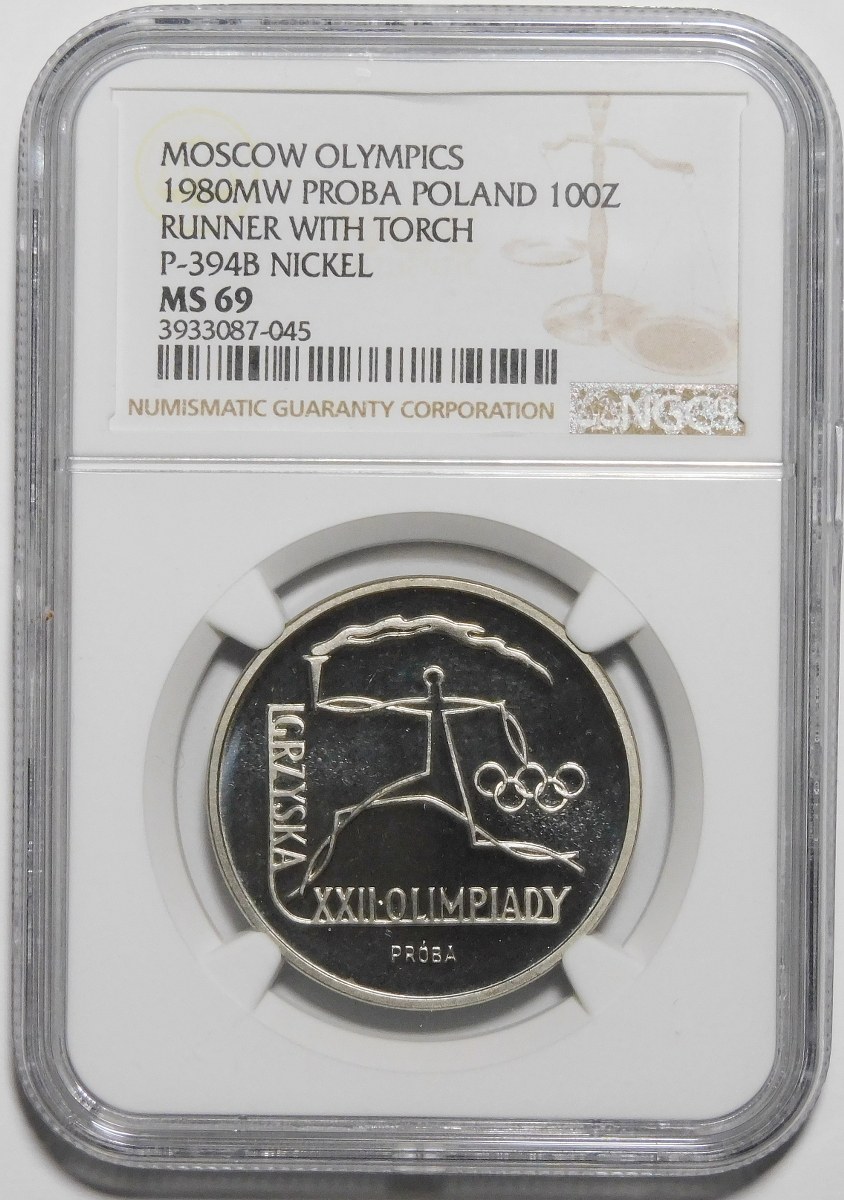 MOSCOW OLYMPICS
1980MW PROBA POLAND 100Z
RUNNER WITH TORCH
P-394B NICKEL
MS 69
3933087-045
NUMISMATIC GUARANTY CORPORATION
NGC
IGRZYSKA
XXII·OLIMPIADY
PRÓBA